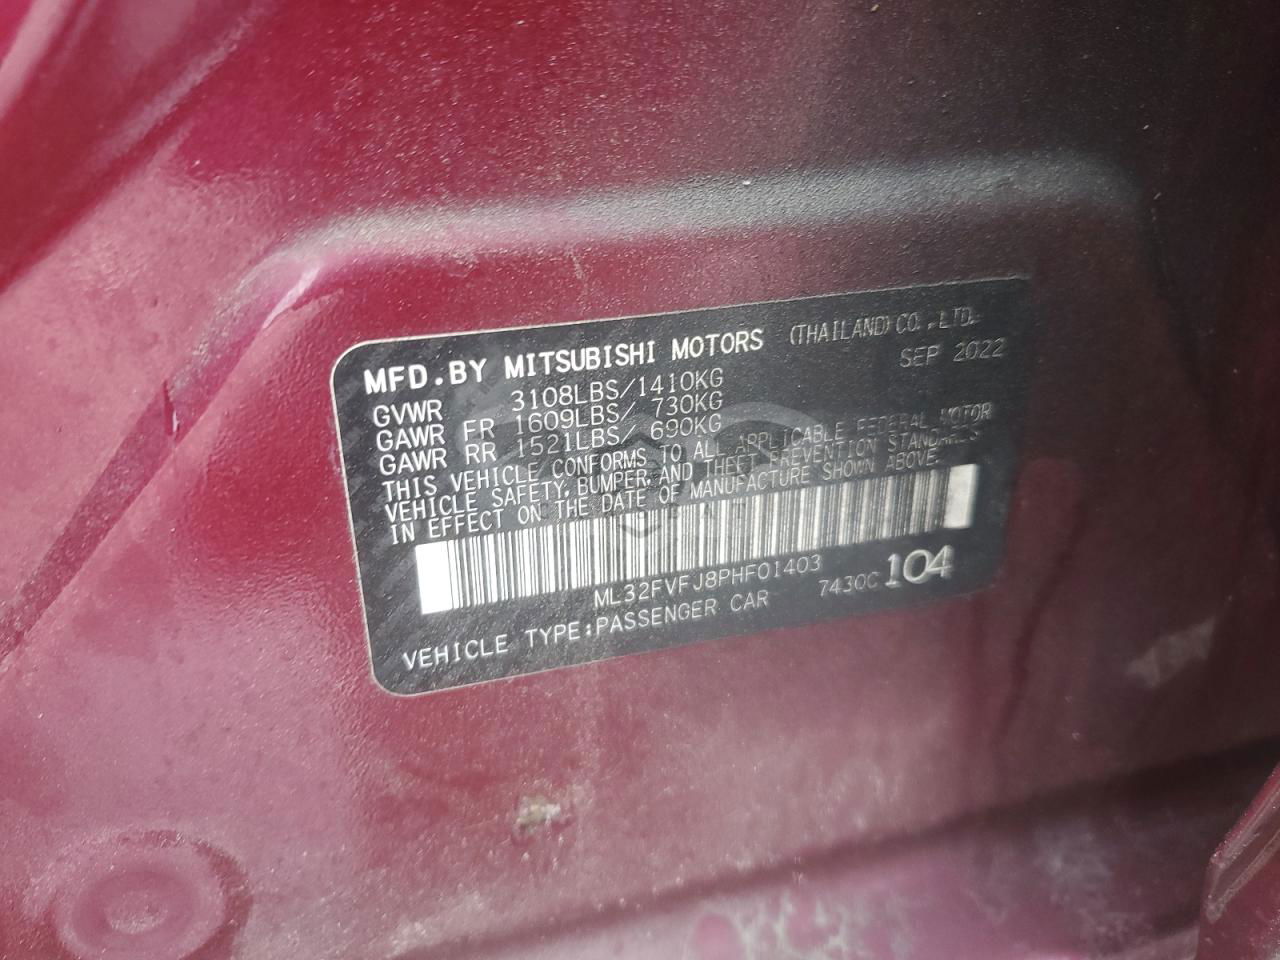 MFD.BY MITSUBISHI MOTORS (THAILAND) CO.,LTD.
SEP 2022
GVWR 3108LBS/1410KG
GAWR FR 1609LBS/ 730KG
GAWR RR 1521LBS/ 690KG
THIS VEHICLE CONFORMS TO ALL APPLICABLE FEDERAL MOTOR
VEHICLE SAFETY, BUMPER, AND THEFT PREVENTION STANDARDS
IN EFFECT ON THE DATE OF MANUFACTURE SHOWN ABOVE.
ML32FVFJ8PHF01403
7430C 104
VEHICLE TYPE:PASSENGER CAR